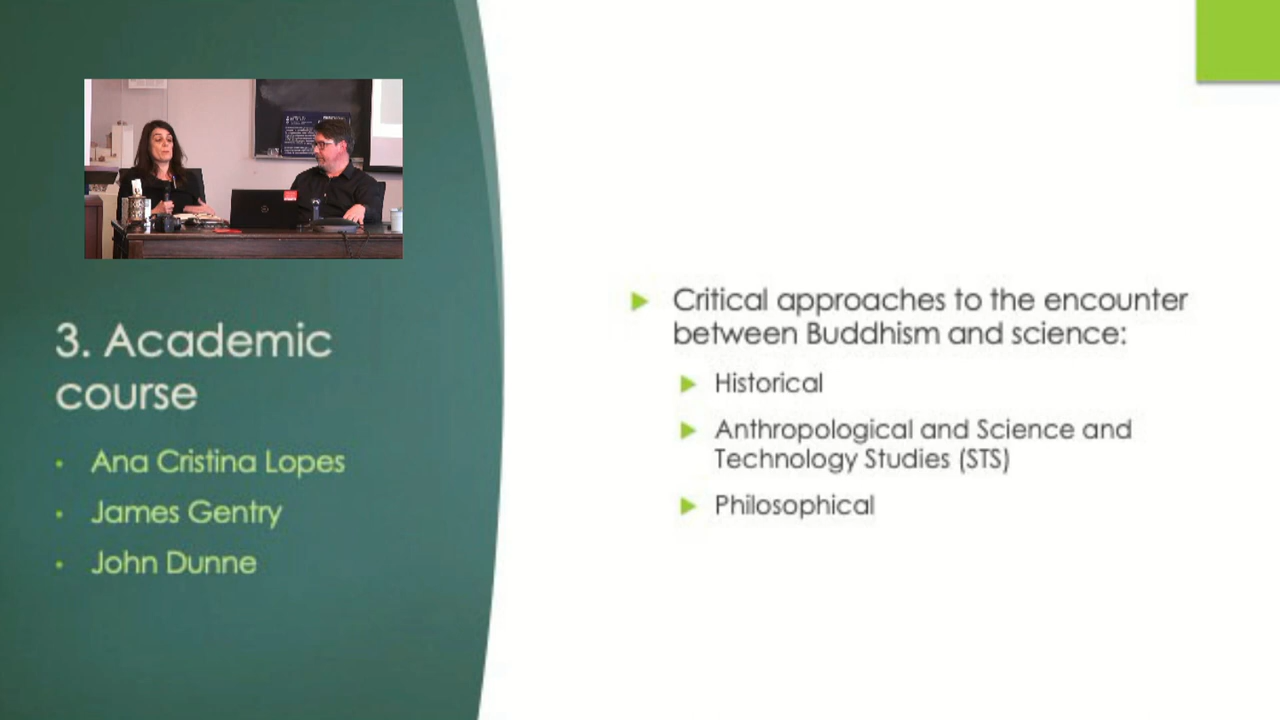 3. Academic
course
• Ana Cristina Lopes
• James Gentry
• John Dunne
Critical approaches to the encounter
between Buddhism and science:
Historical
Anthropological and Science and
Technology Studies (STS)
Philosophical